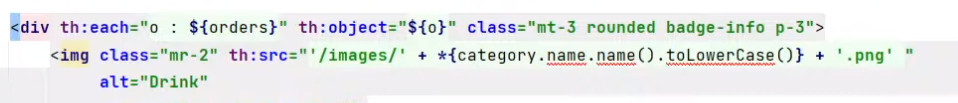 <div th:each="o : ${orders}" th:object="${o}" class="mt-3 rounded badge-info p-3">
<img class="mr-2" th:src="'/images/' + *{category.name.name().toLowerCase()} + '.png' "
alt="Drink"